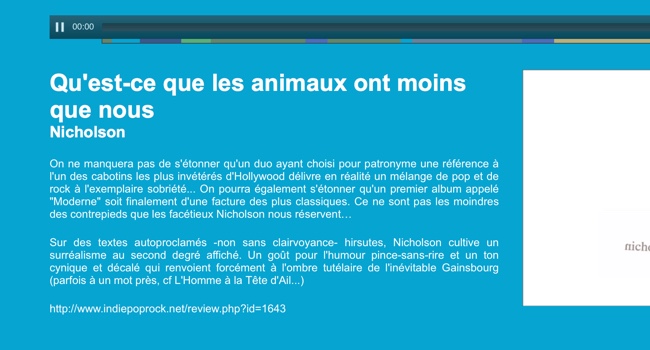 00:00
Qu'est-ce que les animaux ont moins
que nous
Nicholson
On ne manquera pas de s'étonner qu'un duo ayant choisi pour patronyme une référence à
l'un des cabotins les plus invétérés d'Hollywood délivre en réalité un mélange de pop et de
rock à l'exemplaire sobriété... On pourra également s'étonner qu'un premier album appelé
"Moderne" soit finalement d'une facture des plus classiques. Ce ne sont pas les moindres
des contrepieds que les facétieux Nicholson nous réservent…
Sur des textes autoproclamés -non sans clairvoyance- hirsutes, Nicholson cultive un
surréalisme au second degré affiché. Un goût pour l'humour pince-sans-rire et un ton
cynique et décalé qui renvoient forcément à l'ombre tutélaire de l'inévitable Gainsbourg
(parfois à un mot près, cf L'Homme à la Tête d'Ail...)
http://www.indiepoprock.net/review.php?id=1643